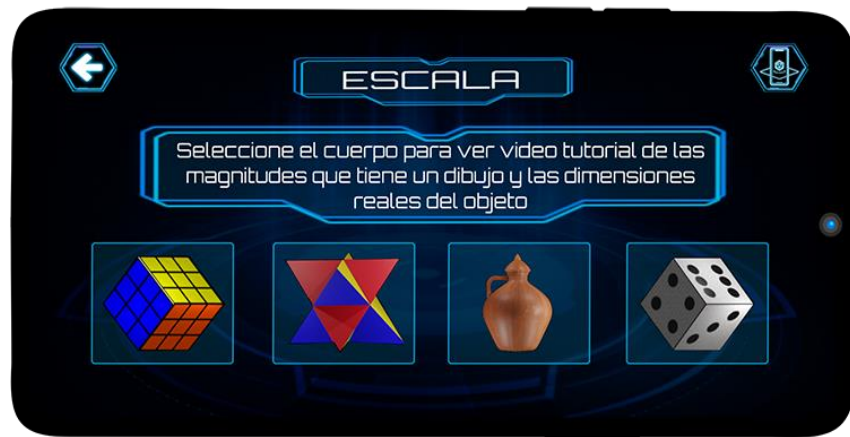 ESCALA
Seleccione el cuerpo para ver video tutorial de las
magnitudes que tiene un dibujo y las dimensiones
reales del objeto